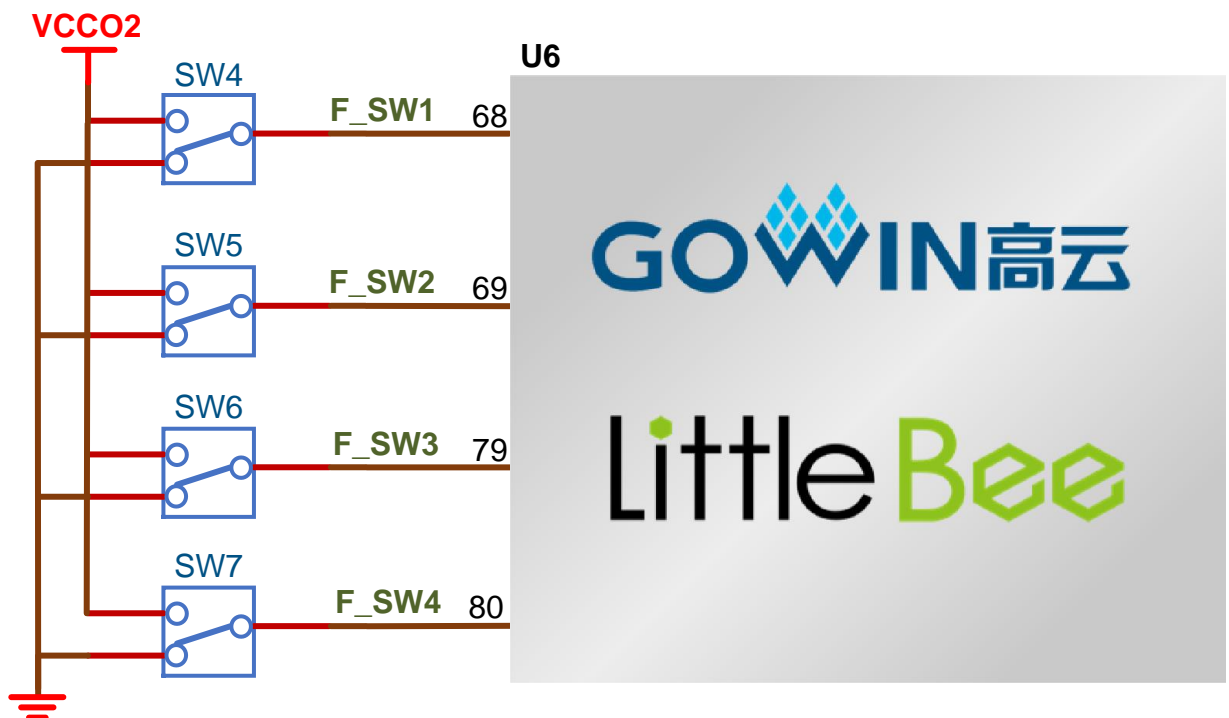 VCCO2
U6
SW4
F_SW1 68
SW5
F_SW2 69
GOWIN高云
SW6
F_SW3 79
LittleBee
SW7
F_SW4 80